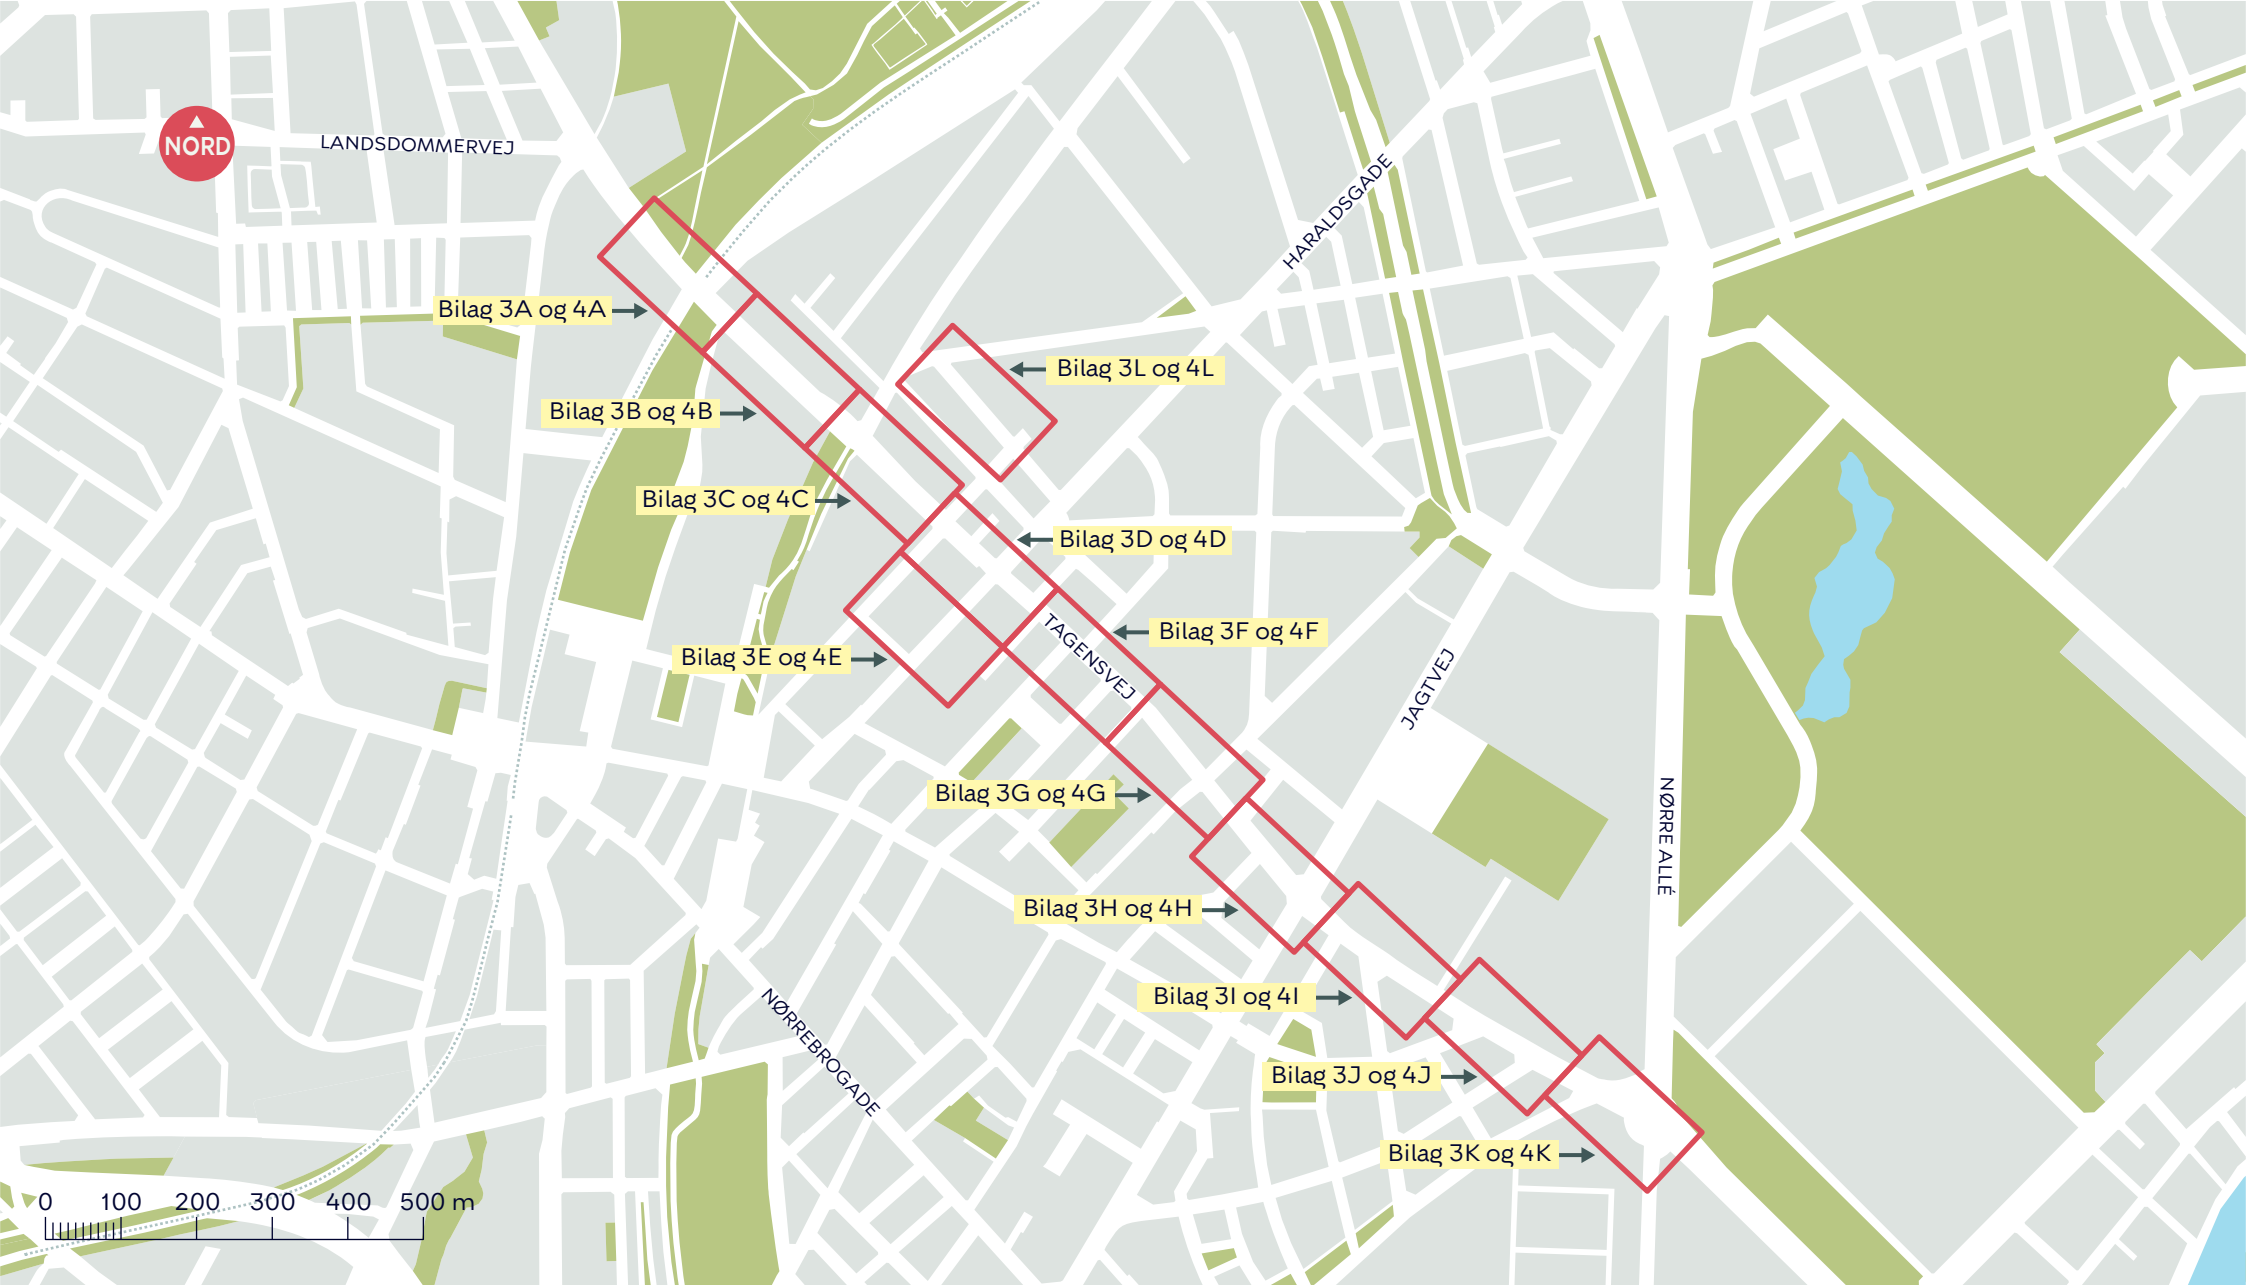 LANDSDOMMERVEJ
NORD
HARALDSGADE
Bilag 3A og 4A
Bilag 3L og 4L
Bilag 3B og 4B
Bilag 3C og 4C
Bilag 3D og 4D
Bilag 3F og 4F
TAGENSVEJ
Bilag 3E og 4E
JAGTVEJ
Bilag 3G og 4G
NØRRE ALLÉ
Bilag 3H og 4H
Bilag 3I og 4I
NØRREBROGADE
Bilag 3J og 4J
Bilag 3K og 4K
0 100 200 300 400 500 m